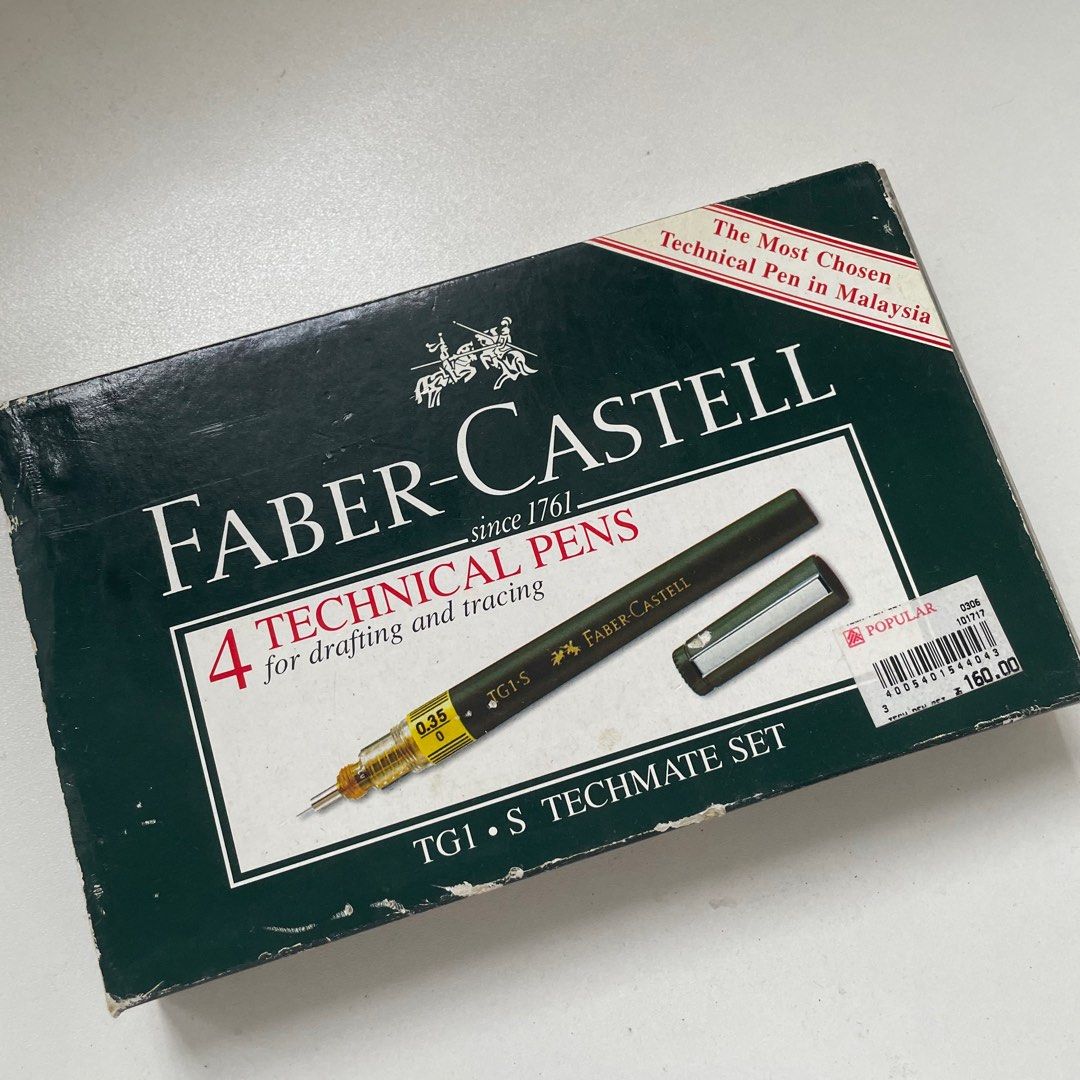 The Most Chosen
Technical Pen in Malaysia
FABER-CASTELL
since 1761
4 TECHNICAL PENS
for drafting and tracing
FABER-CASTELL
TG1·S
0.35
0
POPULAR
0306
101717
4005401544043
3
160.00
TG1 • S TECHMATE SET